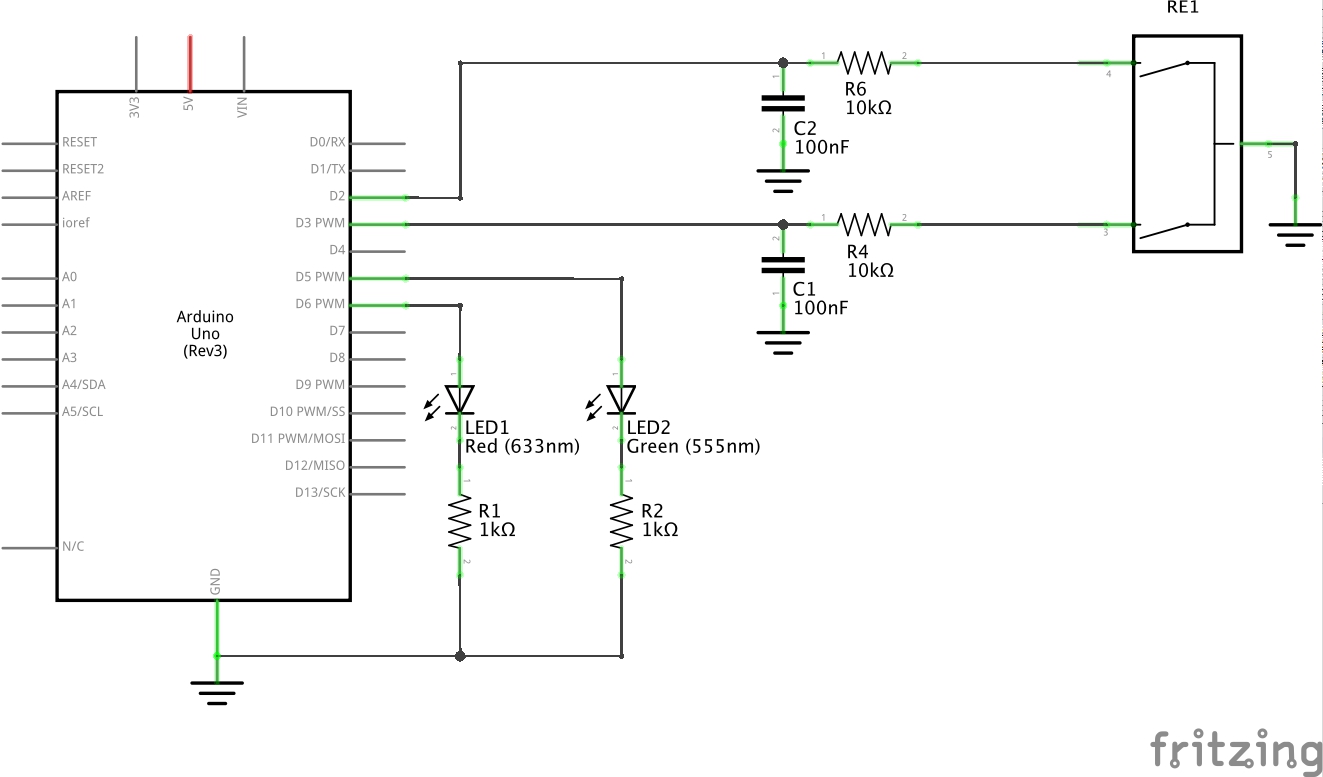 RE1
3V3
5V
VIN
RESET
RESET2
AREF
ioref
A0
A1
A2
A3
A4/SDA
A5/SCL
N/C
Arduino
Uno
(Rev3)
GND
D0/RX
D1/TX
D2
D3 PWM
D4
D5 PWM
D6 PWM
D7
D8
D9 PWM
D10 PWM/SS
D11 PWM/MOSI
D12/MISO
D13/SCK
1
2
R6
10kΩ
1
2
C2
100nF
4
5
1
2
R4
10kΩ
2
1
C1
100nF
3
1
2
LED1
Red (633nm)
1
2
LED2
Green (555nm)
1
R1
1kΩ
2
1
R2
1kΩ
2
fritzing